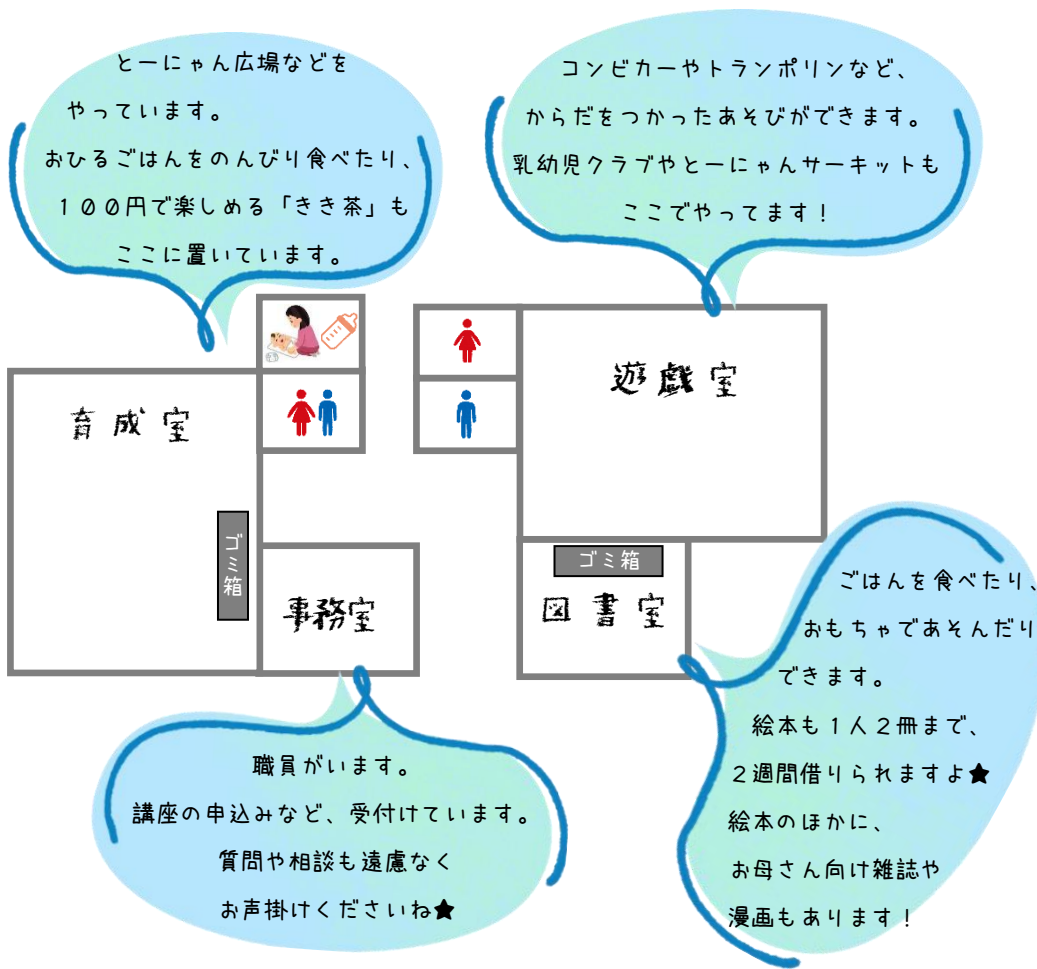 とーにゃん広場などを
やっています。
おひるごはんをのんびり食べたり、
１００円で楽しめる「きき茶」も
ここに置いています。
コンビカーやトランポリンなど、
からだをつかったあそびができます。
乳幼児クラブやとーにゃんサーキットも
ここでやってます！
育成室
遊戯室
ゴミ箱
事務室
ゴミ箱
図書室
ごはんを食べたり、
おもちゃであそんだり
できます。
絵本も１人２冊まで、
２週間借りられますよ★
絵本のほかに、
お母さん向け雑誌や
漫画もあります！
職員がいます。
講座の申込みなど、受付けています。
質問や相談も遠慮なく
お声掛けくださいね★